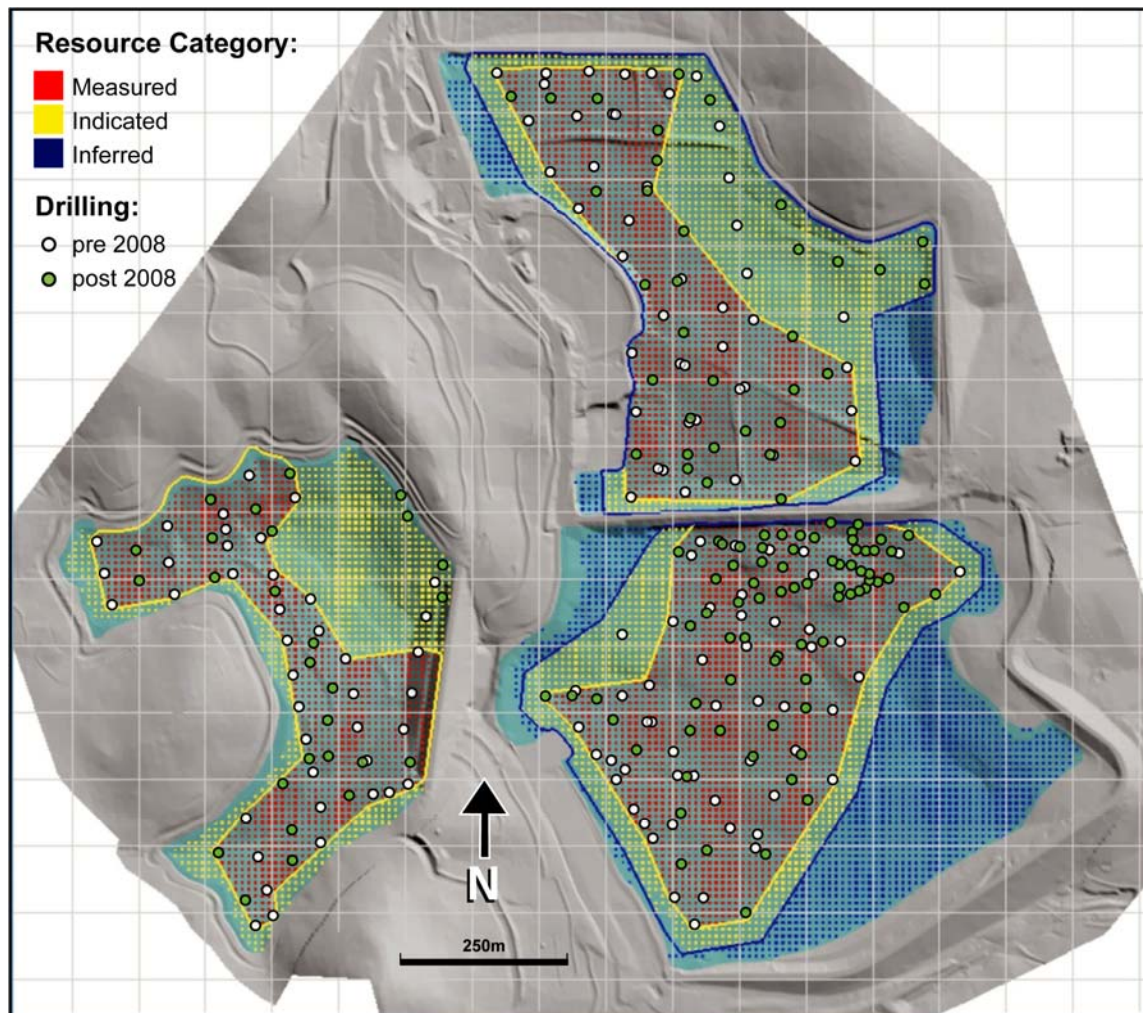 Resource Category:
Measured
Indicated
Inferred
Drilling:
pre 2008
post 2008
N
250m